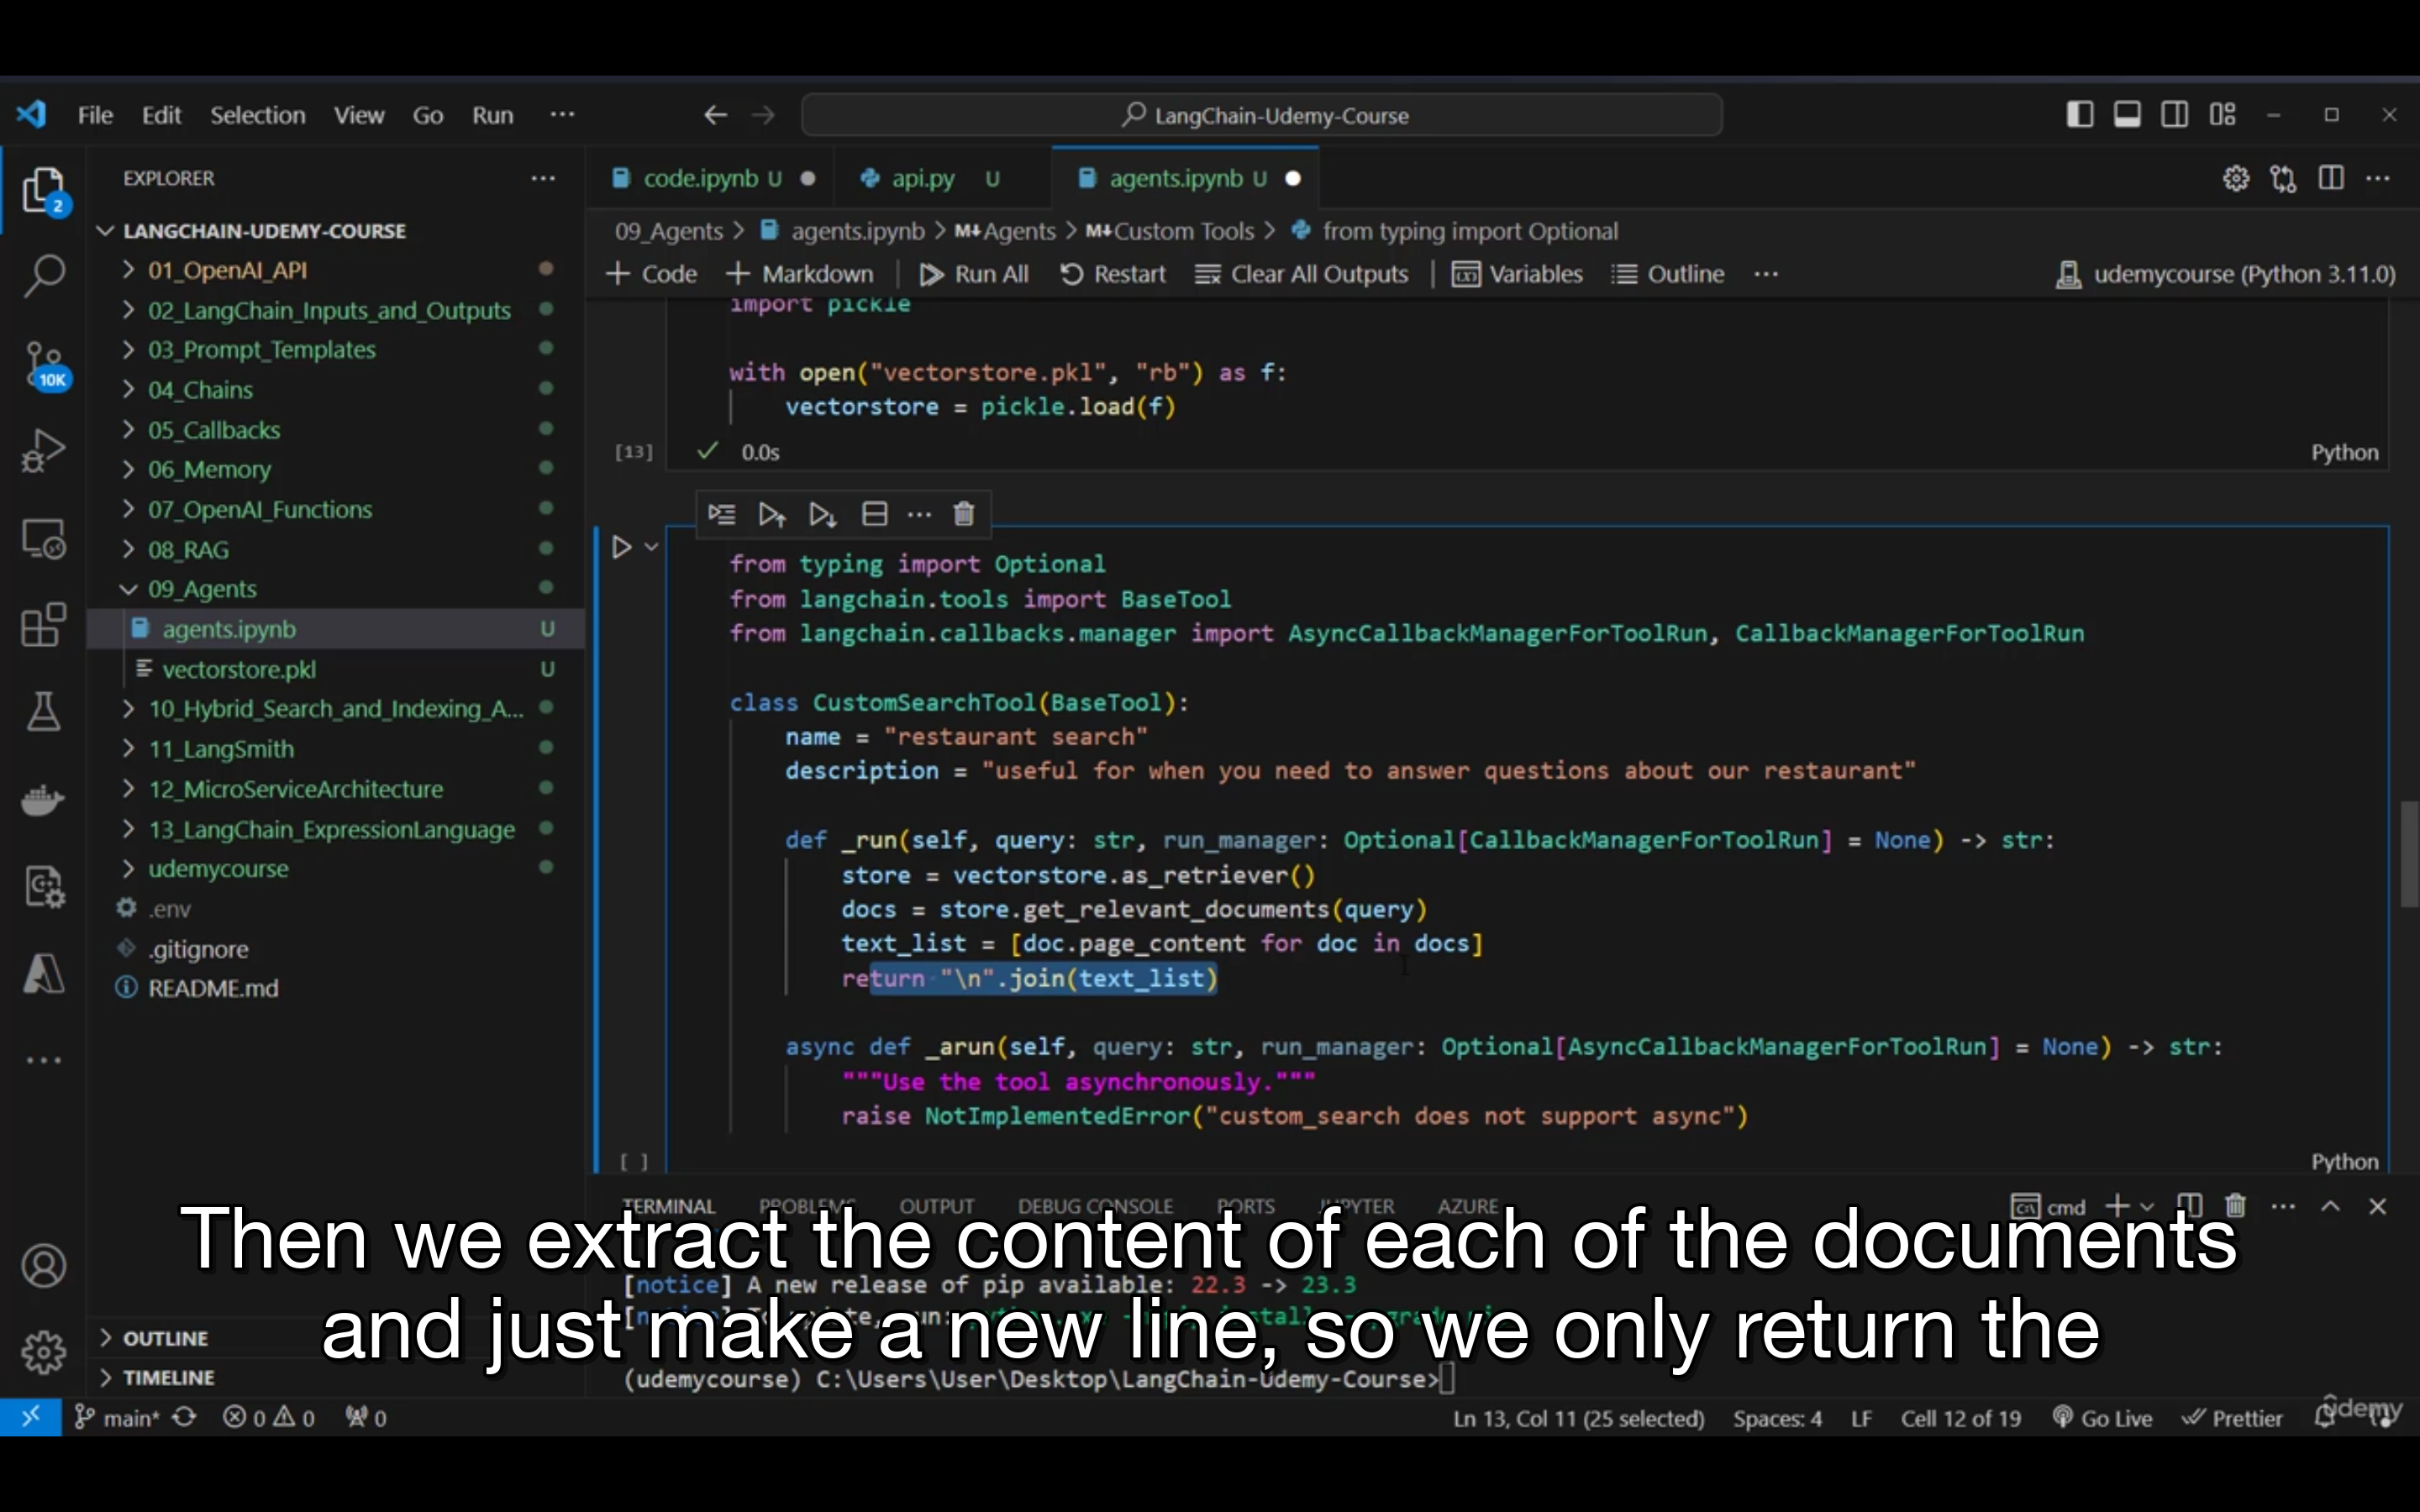 File Edit Selection View Go Run ...
LangChain-Udemy-Course
EXPLORER
2
10K
LANGCHAIN-UDEMY-COURSE
01_OpenAI_API
02_LangChain_Inputs_and_Outputs
03_Prompt_Templates
04_Chains
05_Callbacks
06_Memory
07_OpenAI_Functions
08_RAG
09_Agents
agents.ipynb U
vectorstore.pkl U
10_Hybrid_Search_and_Indexing_A...
11_LangSmith
12_MicroServiceArchitecture
13_LangChain_ExpressionLanguage
udemycourse
.env
.gitignore
README.md
OUTLINE
TIMELINE
code.ipynb U api.py U agents.ipynb U
09_Agents > agents.ipynb > M↓Agents > M↓Custom Tools > from typing import Optional
+ Code + Markdown Run All Restart Clear All Outputs Variables Outline ... udemycourse (Python 3.11.0)
import pickle
with open("vectorstore.pkl", "rb") as f:
vectorstore = pickle.load(f)
[13] 0.0s Python
from typing import Optional
from langchain.tools import BaseTool
from langchain.callbacks.manager import AsyncCallbackManagerForToolRun, CallbackManagerForToolRun
class CustomSearchTool(BaseTool):
name = "restaurant search"
description = "useful for when you need to answer questions about our restaurant"
def _run(self, query: str, run_manager: Optional[CallbackManagerForToolRun] = None) -> str:
store = vectorstore.as_retriever()
docs = store.get_relevant_documents(query)
text_list = [doc.page_content for doc in docs]
return "\n".join(text_list)
async def _arun(self, query: str, run_manager: Optional[AsyncCallbackManagerForToolRun] = None) -> str:
"""Use the tool asynchronously."""
raise NotImplementedError("custom_search does not support async")
[ ] Python
TERMINAL PROBLEMS OUTPUT DEBUG CONSOLE PORTS JUPYTER AZURE cmd
Then we extract the content of each of the documents
[notice] A new release of pip available: 22.3 -> 23.3
and just make a new line, so we only return the
(udemycourse) C:\Users\User\Desktop\LangChain-Udemy-Course>
main* 0 0 0 Ln 13, Col 11 (25 selected) Spaces: 4 LF Cell 12 of 19 Go Live Prettier
udemy